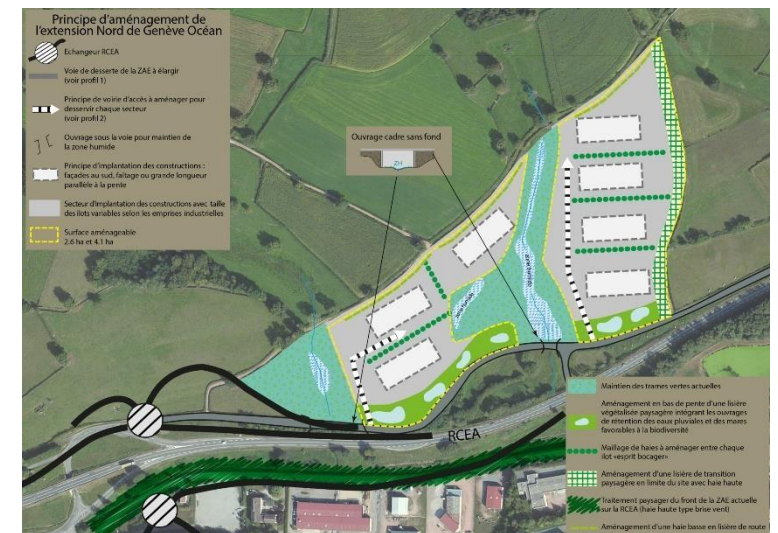 Principe d'aménagement de
l'extension Nord de Genève Océan
Echangeur RCEA
Voie de desserte de la ZAE à élargir
(voir profil 1)
Principe de voirie d'accès à aménager pour
desservir chaque secteur
(voir profil 2)
Ouvrage sous la voie pour maintien de
la zone humide
Principe d'implantation des constructions :
façades au sud, faitage ou grande longueur
parallèle à la pente
Secteur d'implantation des constructions avec taille
des ilots variables selon les emprises industrielles
Surface aménageable
2.6 ha et 4.1 ha
Ouvrage cadre sans fond
ZH
zone humide
RCEA
Maintien des trames vertes actuelles
Aménagement en bas de pente d'une lisière
végétalisée paysagère intégrant les ouvrages
de rétention des eaux pluviales et des mares
favorables à la biodiversité
Maillage de haies à aménager entre chaque
ilot «esprit bocager»
Aménagement d'une lisière de transition
paysagère en limite du site avec haie haute
Traitement paysager du front de la ZAE actuelle
sur la RCEA (haie haute type brise vent)
Aménagement d'une haie basse en lisière de route